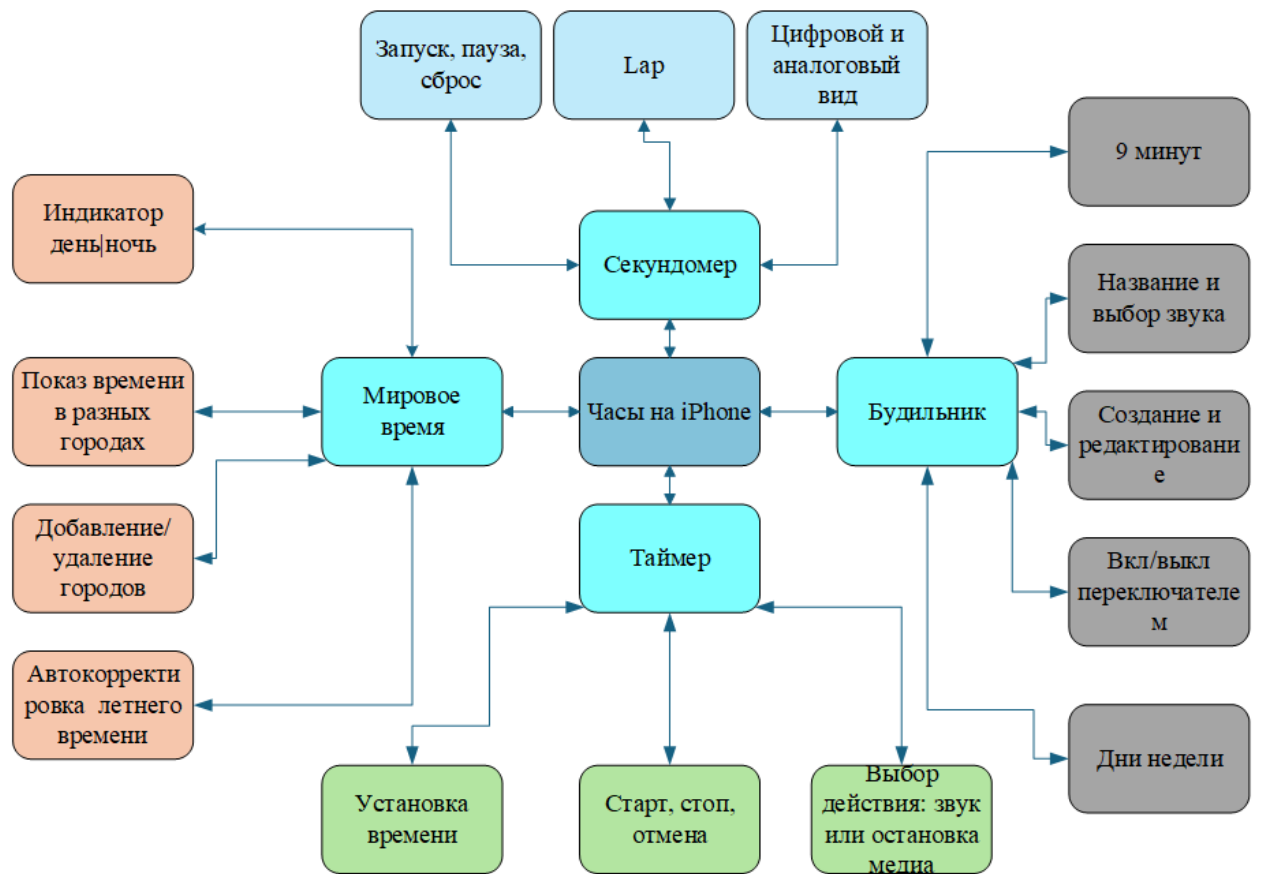 Запуск, пауза,
сброс
Lap
Цифровой и
аналоговый
вид
9 минут
Индикатор
день|ночь
Секундомер
Название и
выбор звука
Показ времени
в разных
городах
Мировое
время
Часы на iPhone
Будильник
Создание и
редактировани
е
Добавление/
удаление
городов
Таймер
Вкл/выкл
переключателе
м
Автокорректи
ровка летнего
времени
Дни недели
Установка
времени
Старт, стоп,
отмена
Выбор
действия: звук
или остановка
медиа